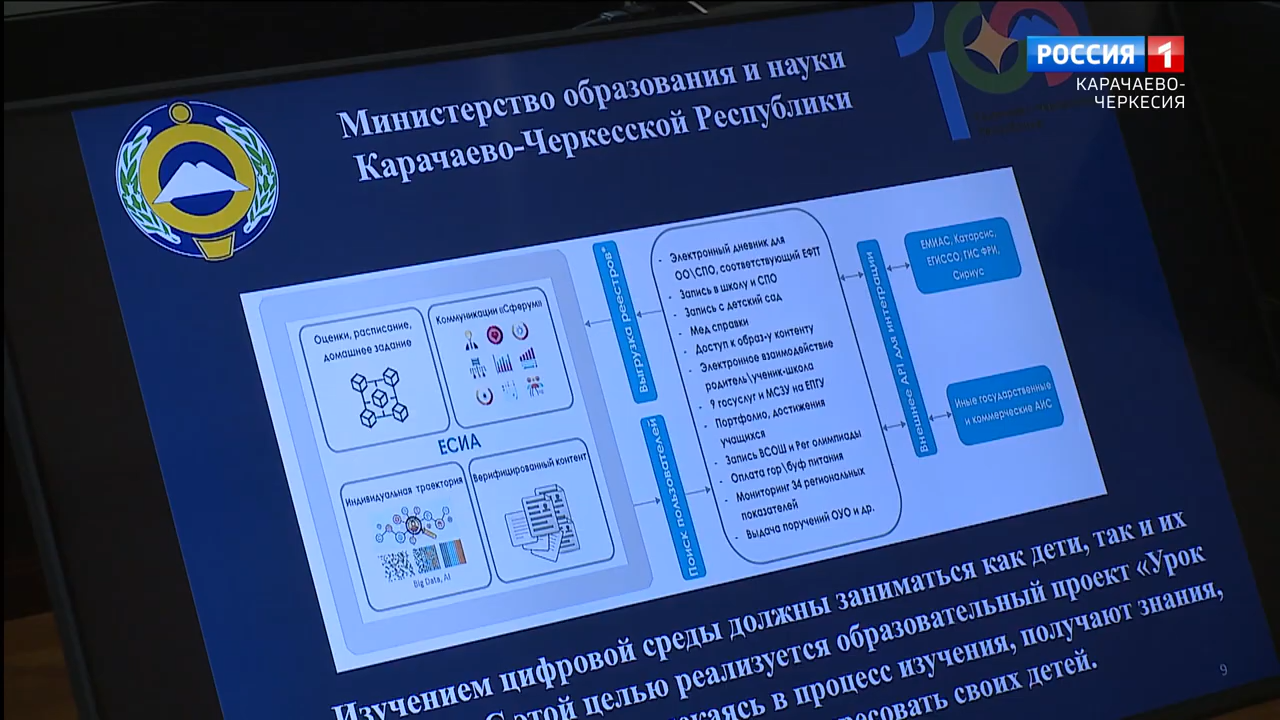 РОССИЯ 1
КАРАЧАЕВО-
ЧЕРКЕСИЯ
Министерство образования и науки
Карачаево-Черкесской Республики
Оценки, расписание,
домашнее задание
Коммуникации «Сферум»
ЕСИА
Индивидуальная траектория
Big Data, AI
Верифицированный контент
Выгрузка реестров*
Поиск пользователей
- Электронный дневник для
ОО\СПО, соответствующий ЕФТТ
- Запись в школу и СПО
- Запись с детский сад
- Мед справки
- Доступ к образ-у контенту
- Электронное взаимодействие
родитель\ученик-школа
- 9 госуслуг и МСЗУ на ЕПГУ
- Портфолио, достижения
учащихся
- Запись ВСОШ и Рег олимпиады
- Оплата гор\буф питания
- Мониторинг 34 региональных
показателей
- Выдача поручений ОУО и др.
Внешнее API для интеграции
ЕМИАС, Катарсис,
ЕГИССО, ГИС ФРИ,
Сириус
Иные государственные
и коммерческие АИС
Изучением цифровой среды должны заниматься как дети, так и их
С этой целью реализуется образовательный проект «Урок
в процесс изучения, получают знания,
своих детей.
9